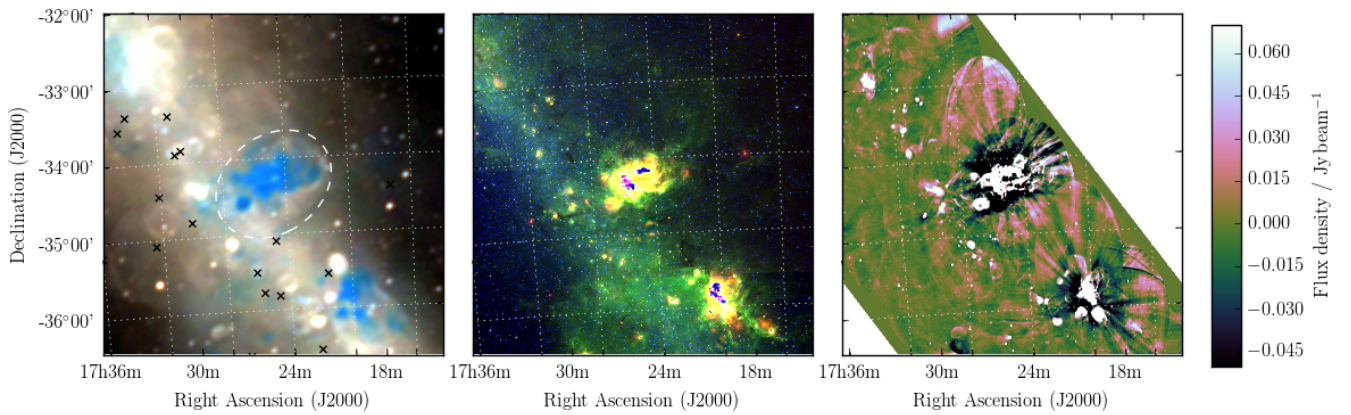 -32°00'
-33°00'
-34°00'
-35°00'
-36°00'
Declination (J2000)
17h36m 30m 24m 18m
Right Ascension (J2000)
17h36m 30m 24m 18m
Right Ascension (J2000)
17h36m 30m 24m 18m
Right Ascension (J2000)
0.060
0.045
0.030
0.015
0.000
−0.015
−0.030
−0.045
Flux density / Jy beam⁻¹